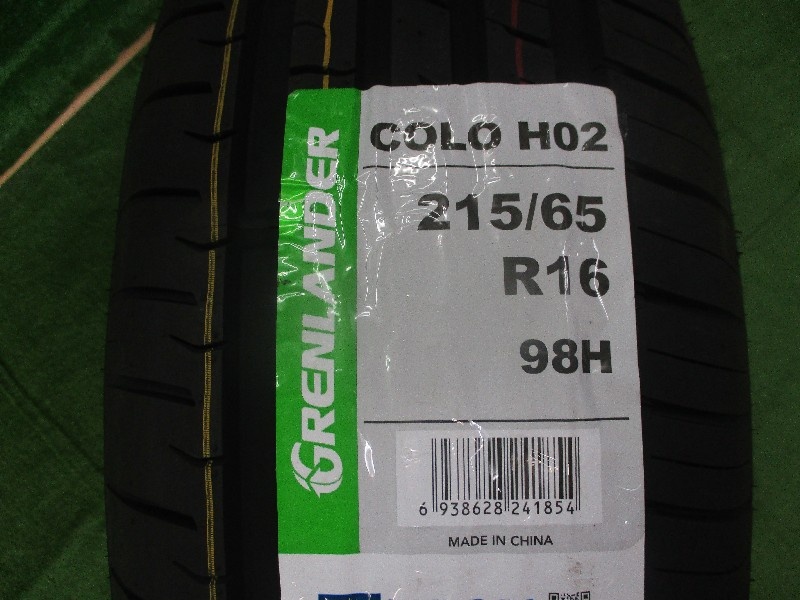 GRENLANDER
COLO H02
215/65
R16
98H
6 938628 241854
MADE IN CHINA